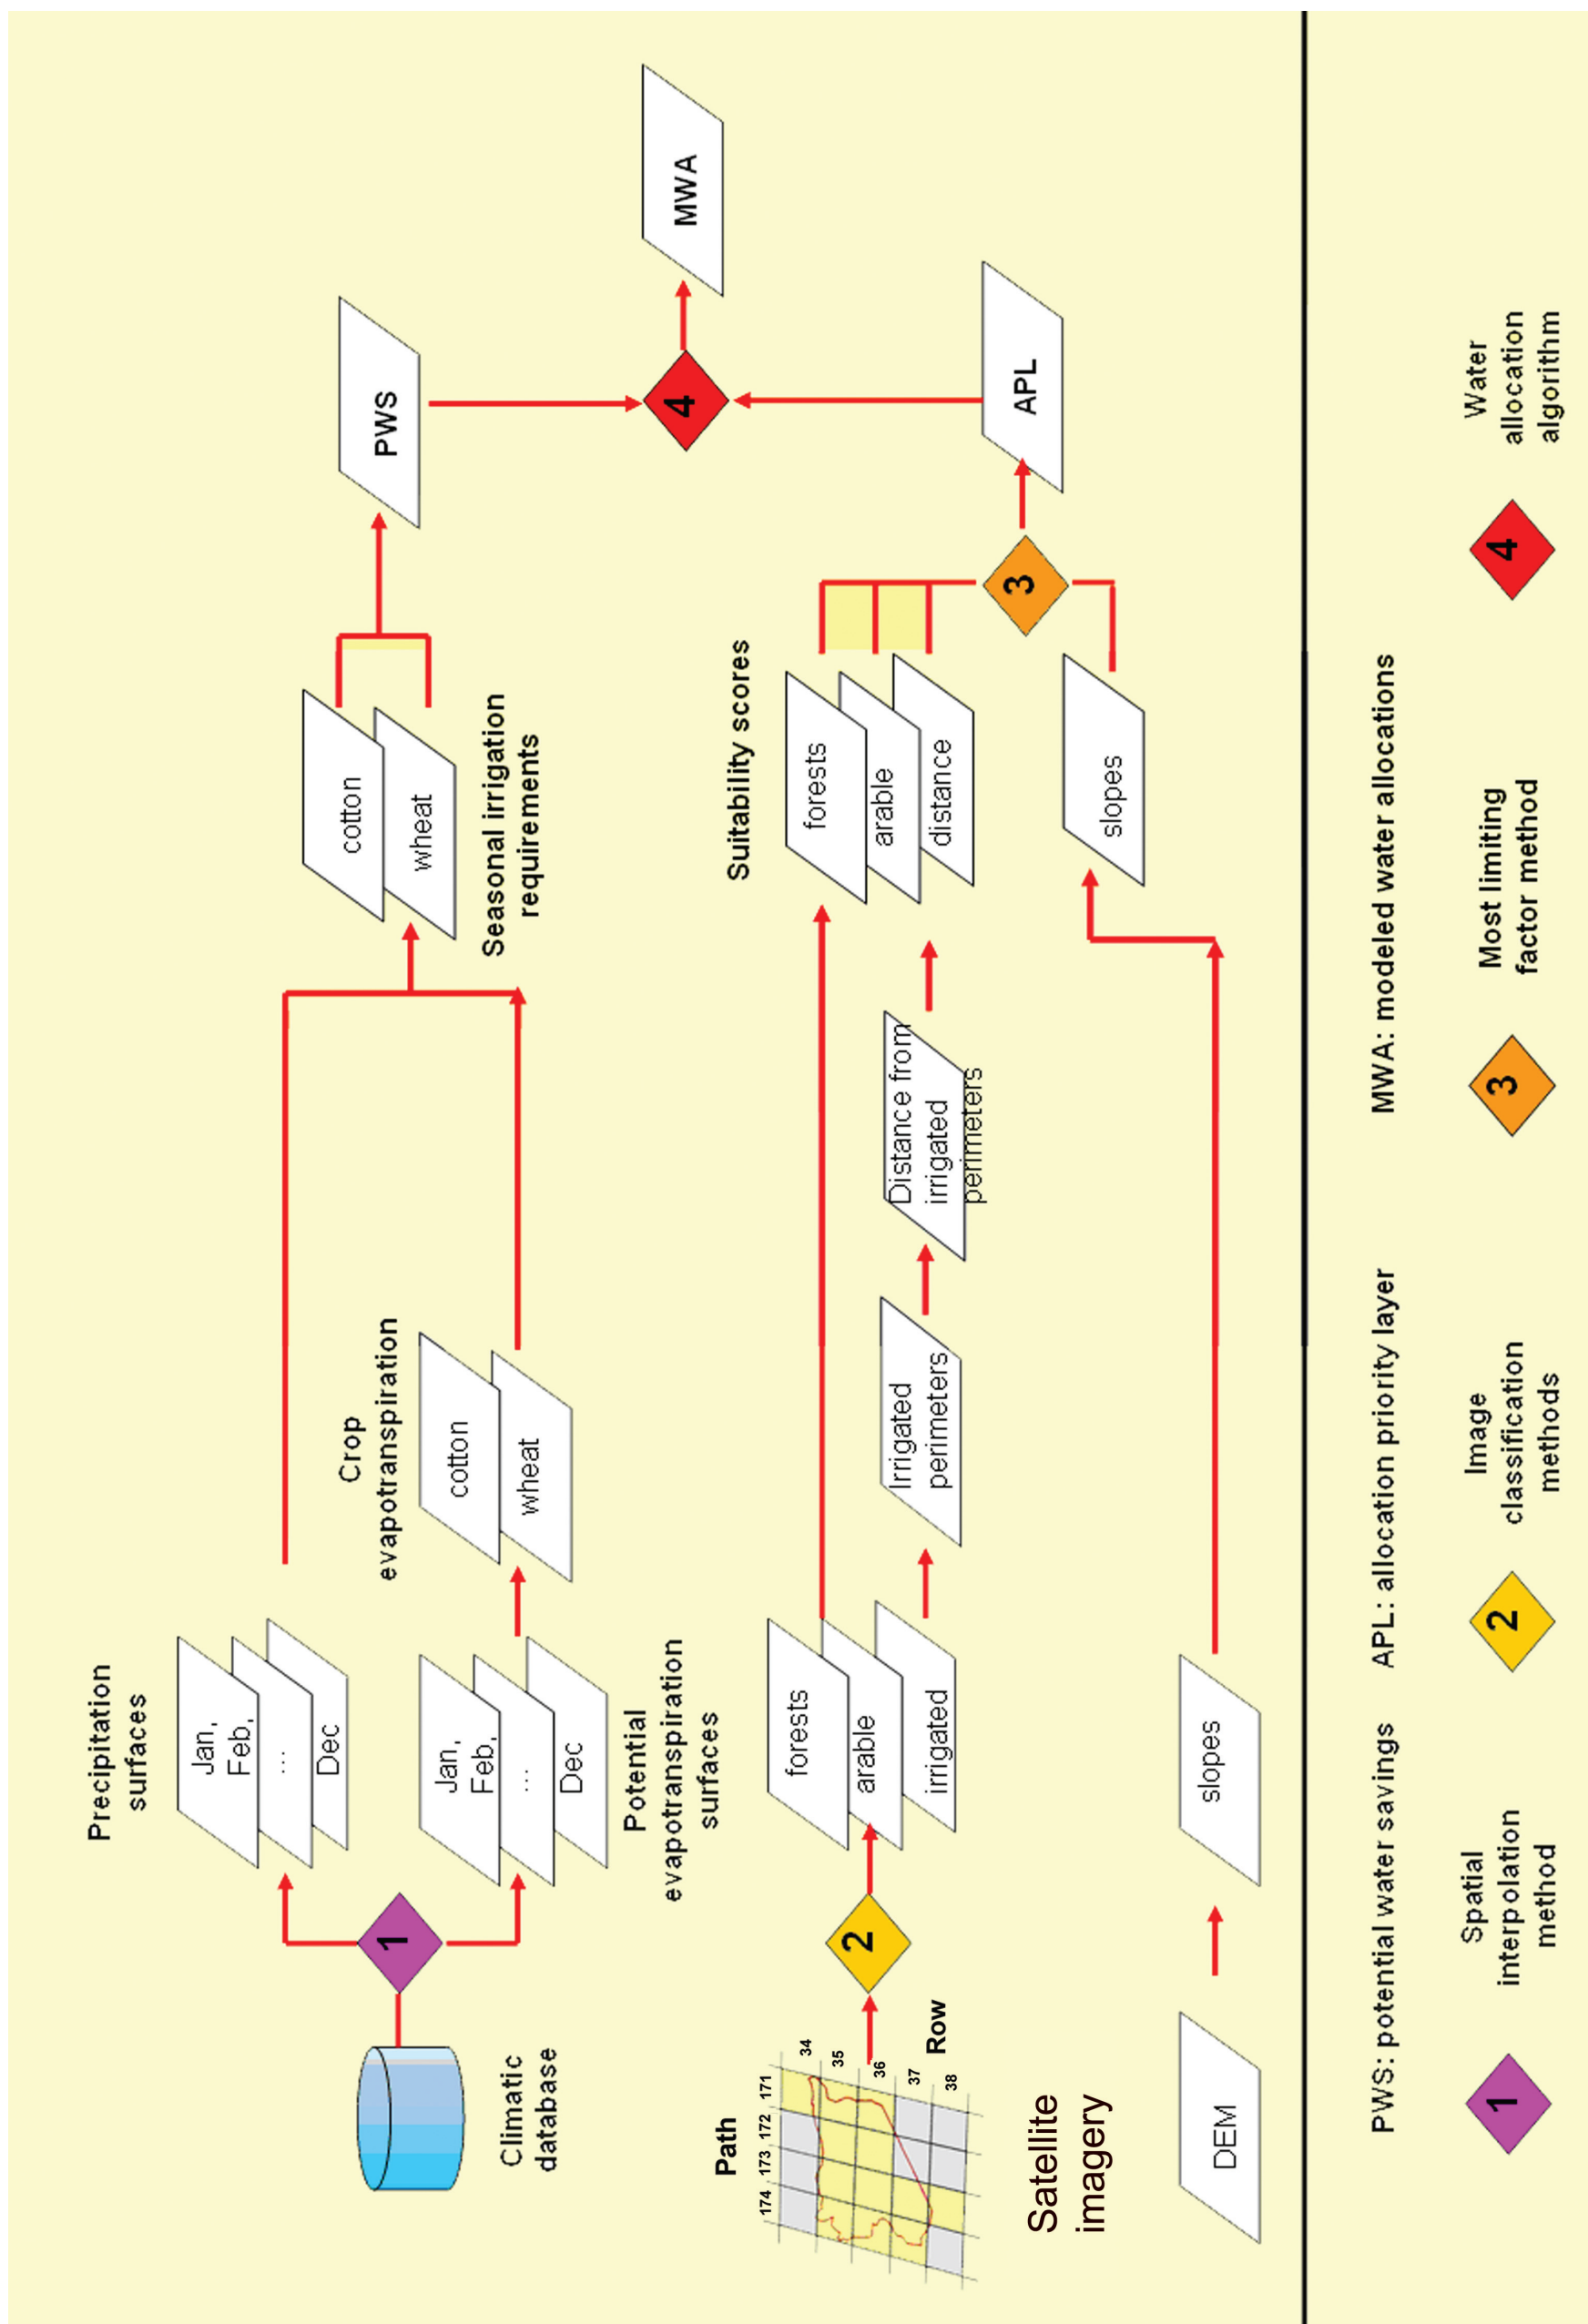 Precipitation
surfaces
Jan,
Feb,
...
Dec
Climatic
database
1
Jan,
Feb,
...
Dec
Potential
evapotranspiration
surfaces
Crop
evapotranspiration
cotton
wheat
cotton
wheat
Seasonal irrigation
requirements
PWS
4
MWA
Path
174
173
172
171
34
35
36
37
38
Row
Satellite
imagery
2
forests
arable
irrigated
Irrigated
perimeters
Distance from
irrigated
perimeters
Suitability scores
forests
arable
distance
3
APL
DEM
slopes
slopes
PWS: potential water savings
APL: allocation priority layer
MWA: modeled water allocations
1
Spatial
interpolation
method
2
Image
classification
methods
3
Most limiting
factor method
4
Water
allocation
algorithm